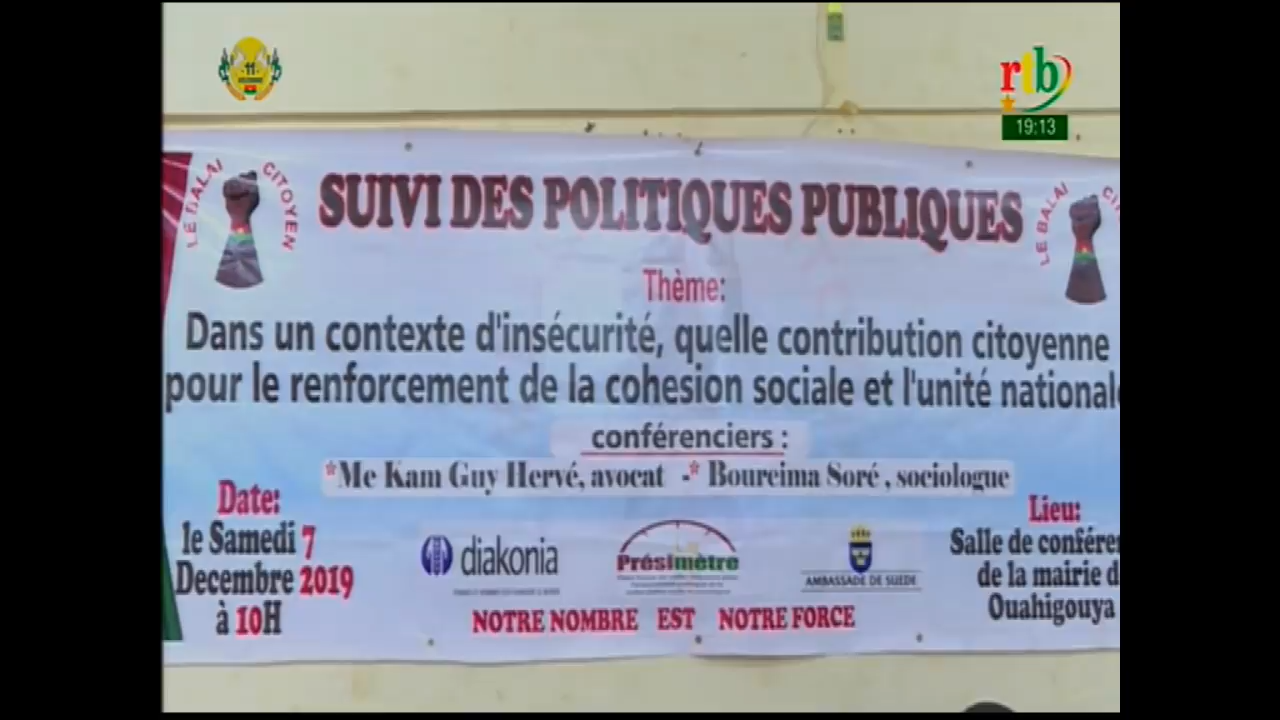 11
DECEMBRE
rtb
19:13
LE BALAI CITOYEN
SUIVI DES POLITIQUES PUBLIQUES
LE BALAI
Thème:
Dans un contexte d'insécurité, quelle contribution citoyenne
pour le renforcement de la cohesion sociale et l'unité nationale
conférenciers :
*Me Kam Guy Hervé, avocat -* Boureima Soré, sociologue
Date:
le Samedi 7
Decembre 2019
à 10H
diakonia
Présimètre
AMBASSADE DE SUEDE
Lieu:
Salle de confére
de la mairie d
Ouahigouya
NOTRE NOMBRE EST NOTRE FORCE